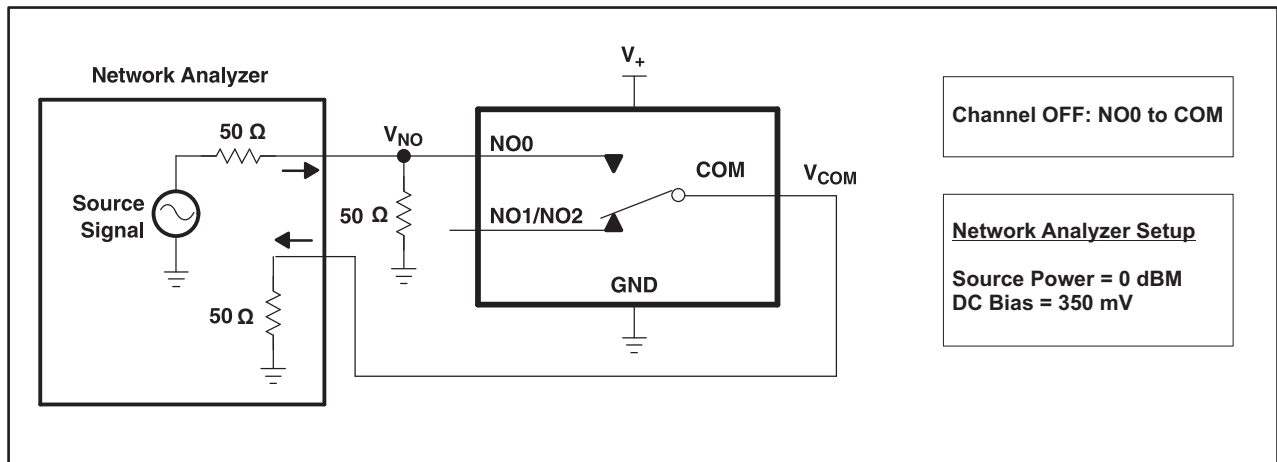 Network Analyzer
50 Ω
Source
Signal
50 Ω
V_NO
50 Ω
V_+
NO0
NO1/NO2
COM
GND
V_COM
Channel OFF: NO0 to COM
Network Analyzer Setup
Source Power = 0 dBM
DC Bias = 350 mV